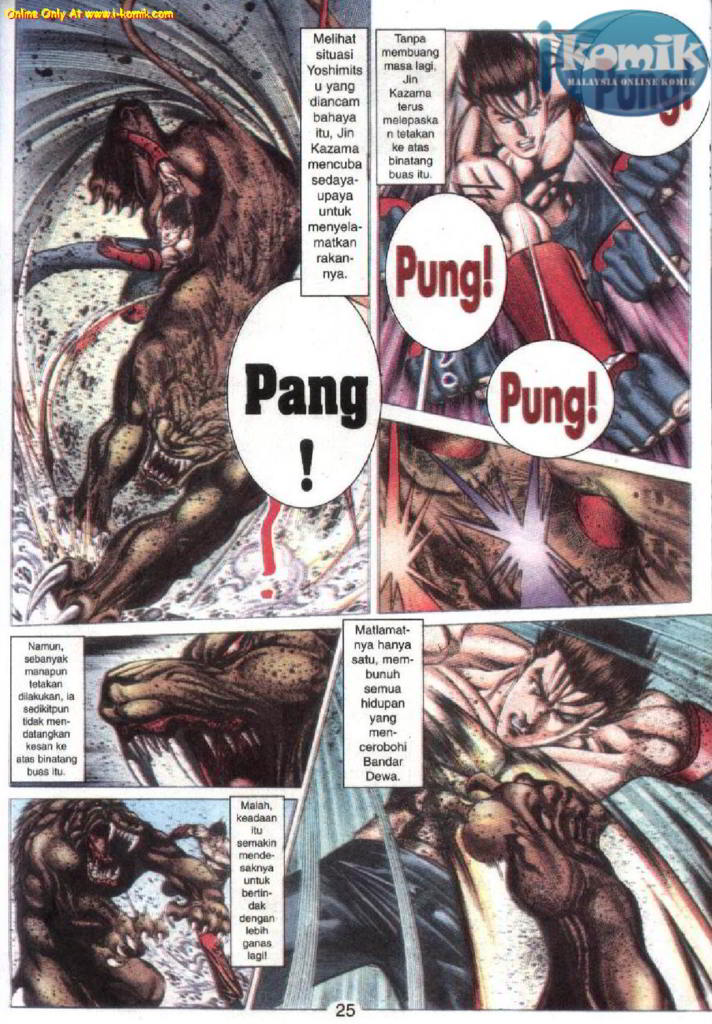 Online Only At www.i-komik.com
ikomik
MALAYSIA ONLINE KOMIK
Melihat
situasi
Yoshimits
u yang
diancam
bahaya
itu, Jin
Kazama
mencuba
sedaya-
upaya
untuk
menyela-
matkan
rakan-
nya.
Pang
!
Tanpa
membuang
masa lagi,
Jin
Kazama
terus
melepaska
n tetakan
ke atas
binatang
buas itu.
Pung!
Pung!
Pung!
Namun,
sebanyak
manapun
tetakan
dilakukan, ia
sedikitpun
tidak men-
datangkan
kesan ke
atas binatang
buas itu.
Matlamat-
nya hanya
satu, mem-
bunuh
semua
hidupan
yang
men-
cerobohi
Bandar
Dewa.
Malah,
keadaan
itu
semakin
mende-
saknya
untuk
bertin-
dak
dengan
lebih
ganas
lagi!
25